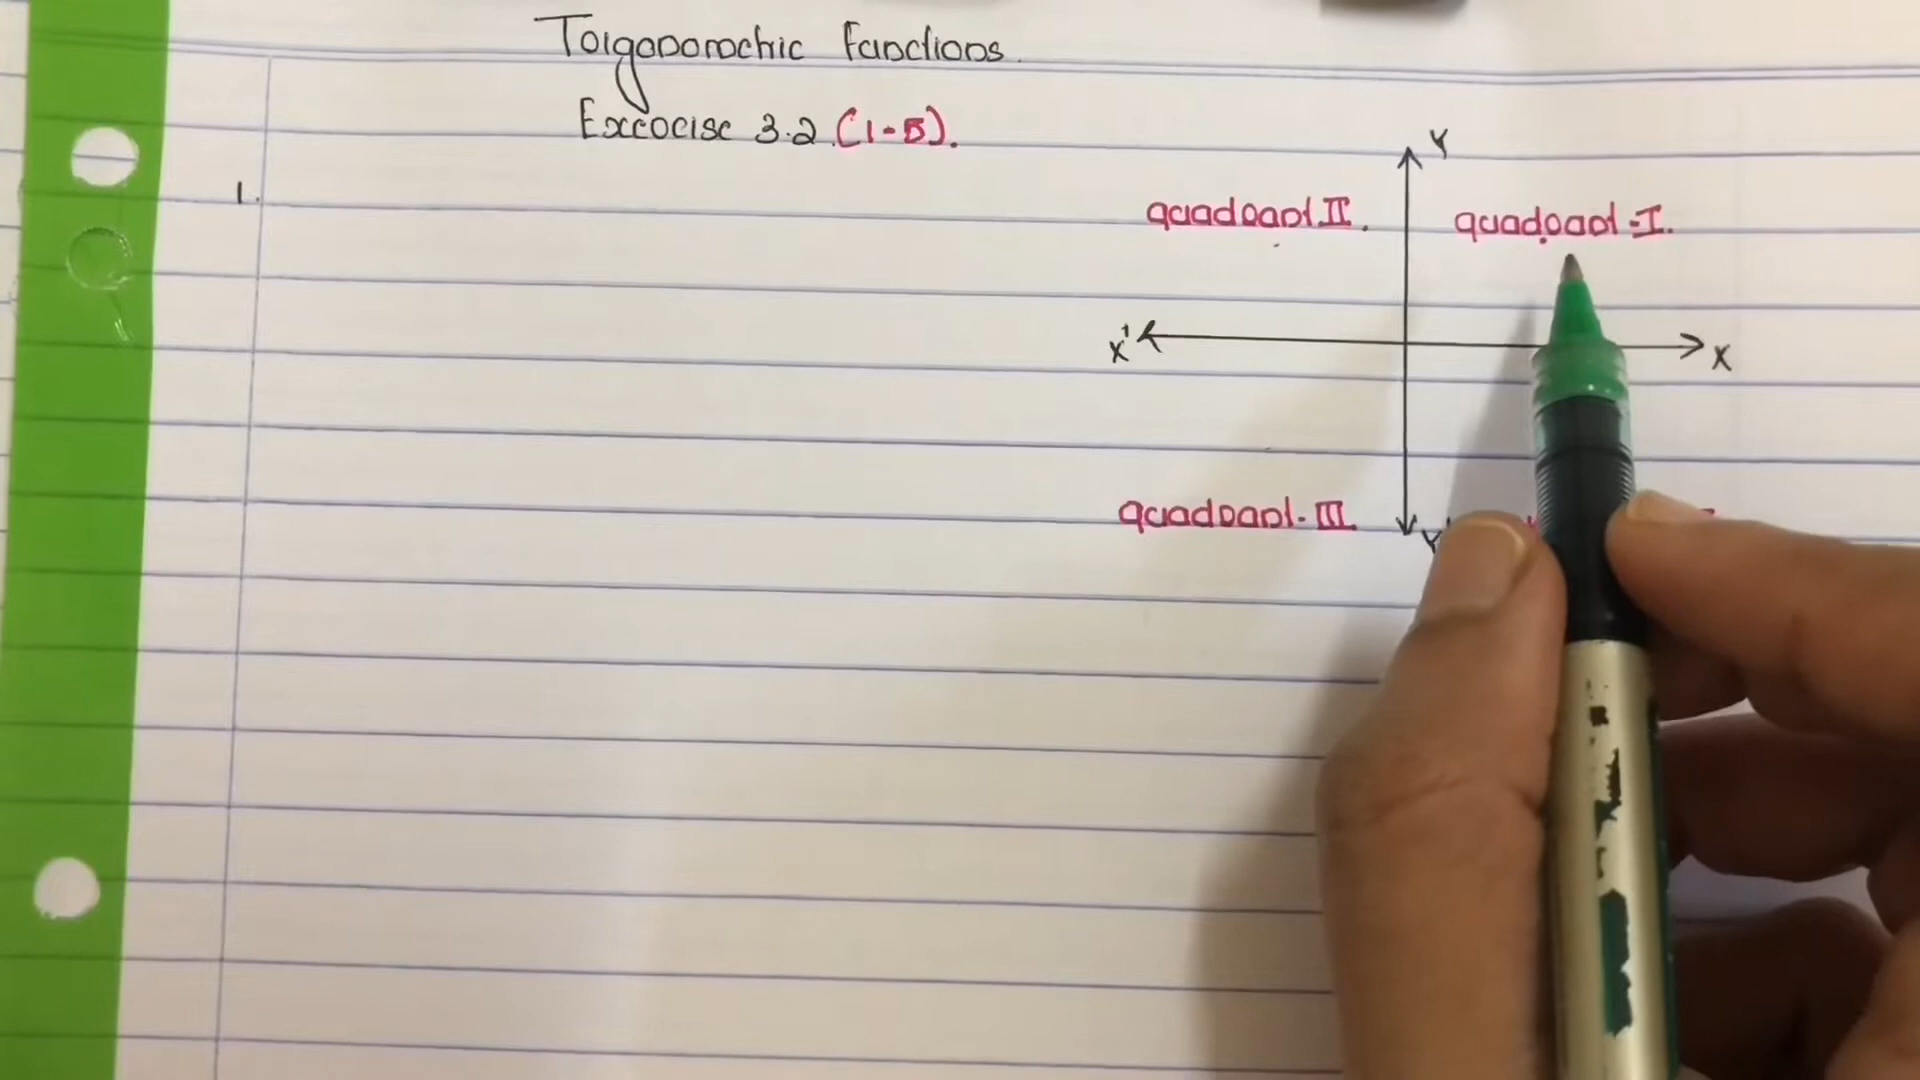 Trigonometric Functions.
Exercise 3.2 (1-5).
1.
Y
quadrant II.
quadrant -I.
X'
X
quadrant - III.
Y'